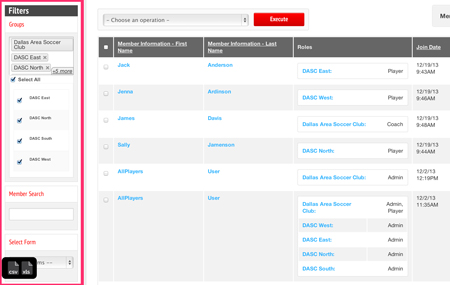 Filters
Groups
Dallas Area Soccer
Club
DASC East ×
DASC North × +3 more
Select All
DASC East
DASC North
DASC South
DASC West
Member Search
Select Form
csv xls
-- Choose an operation -- Execute
Member Information - First Name Member Information - Last Name Roles Join Date
Jack Anderson DASC East: Player 12/19/13 9:43AM
Jenna Ardinson DASC West: Player 12/19/13 9:46AM
James Davis Dallas Area Soccer Club: Coach 12/19/13 9:46AM
Sally Jamenson DASC North: Player 12/19/13 9:44AM
AllPlayers User Dallas Area Soccer Club: Admin 12/2/13 12:19PM
AllPlayers User Dallas Area Soccer Club: Admin, Player 12/2/13 11:35AM
DASC West: Admin
DASC East: Admin
DASC North: Admin
DASC South: Admin